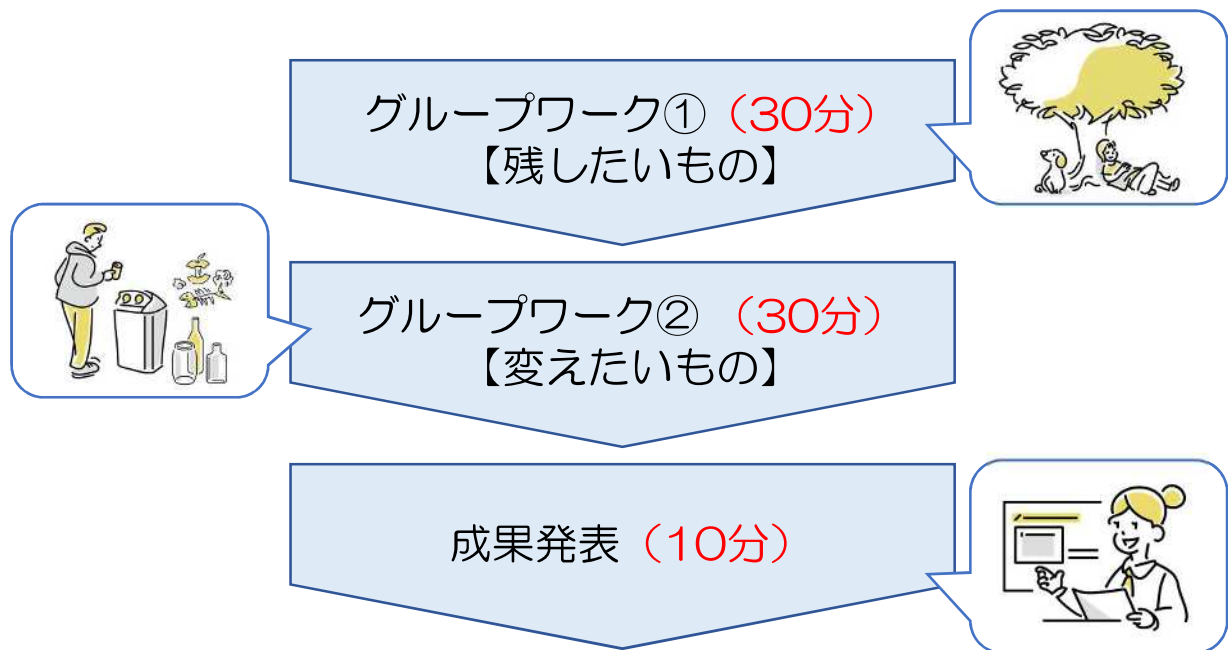 グループワーク①（30分）
【残したいもの】
グループワーク②（30分）
【変えたいもの】
成果発表（10分）